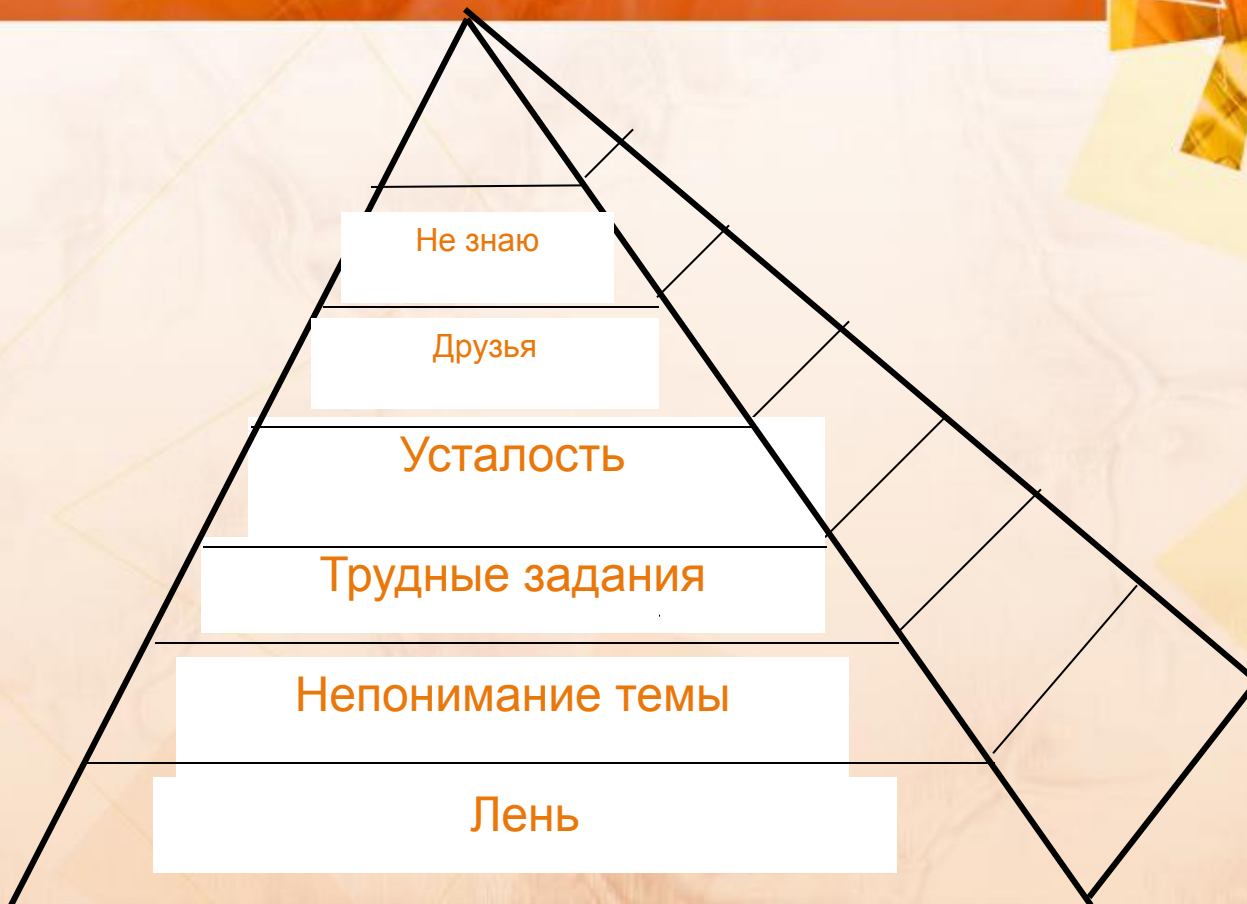 Не знаю
Друзья
Усталость
Трудные задания
Непонимание темы
Лень